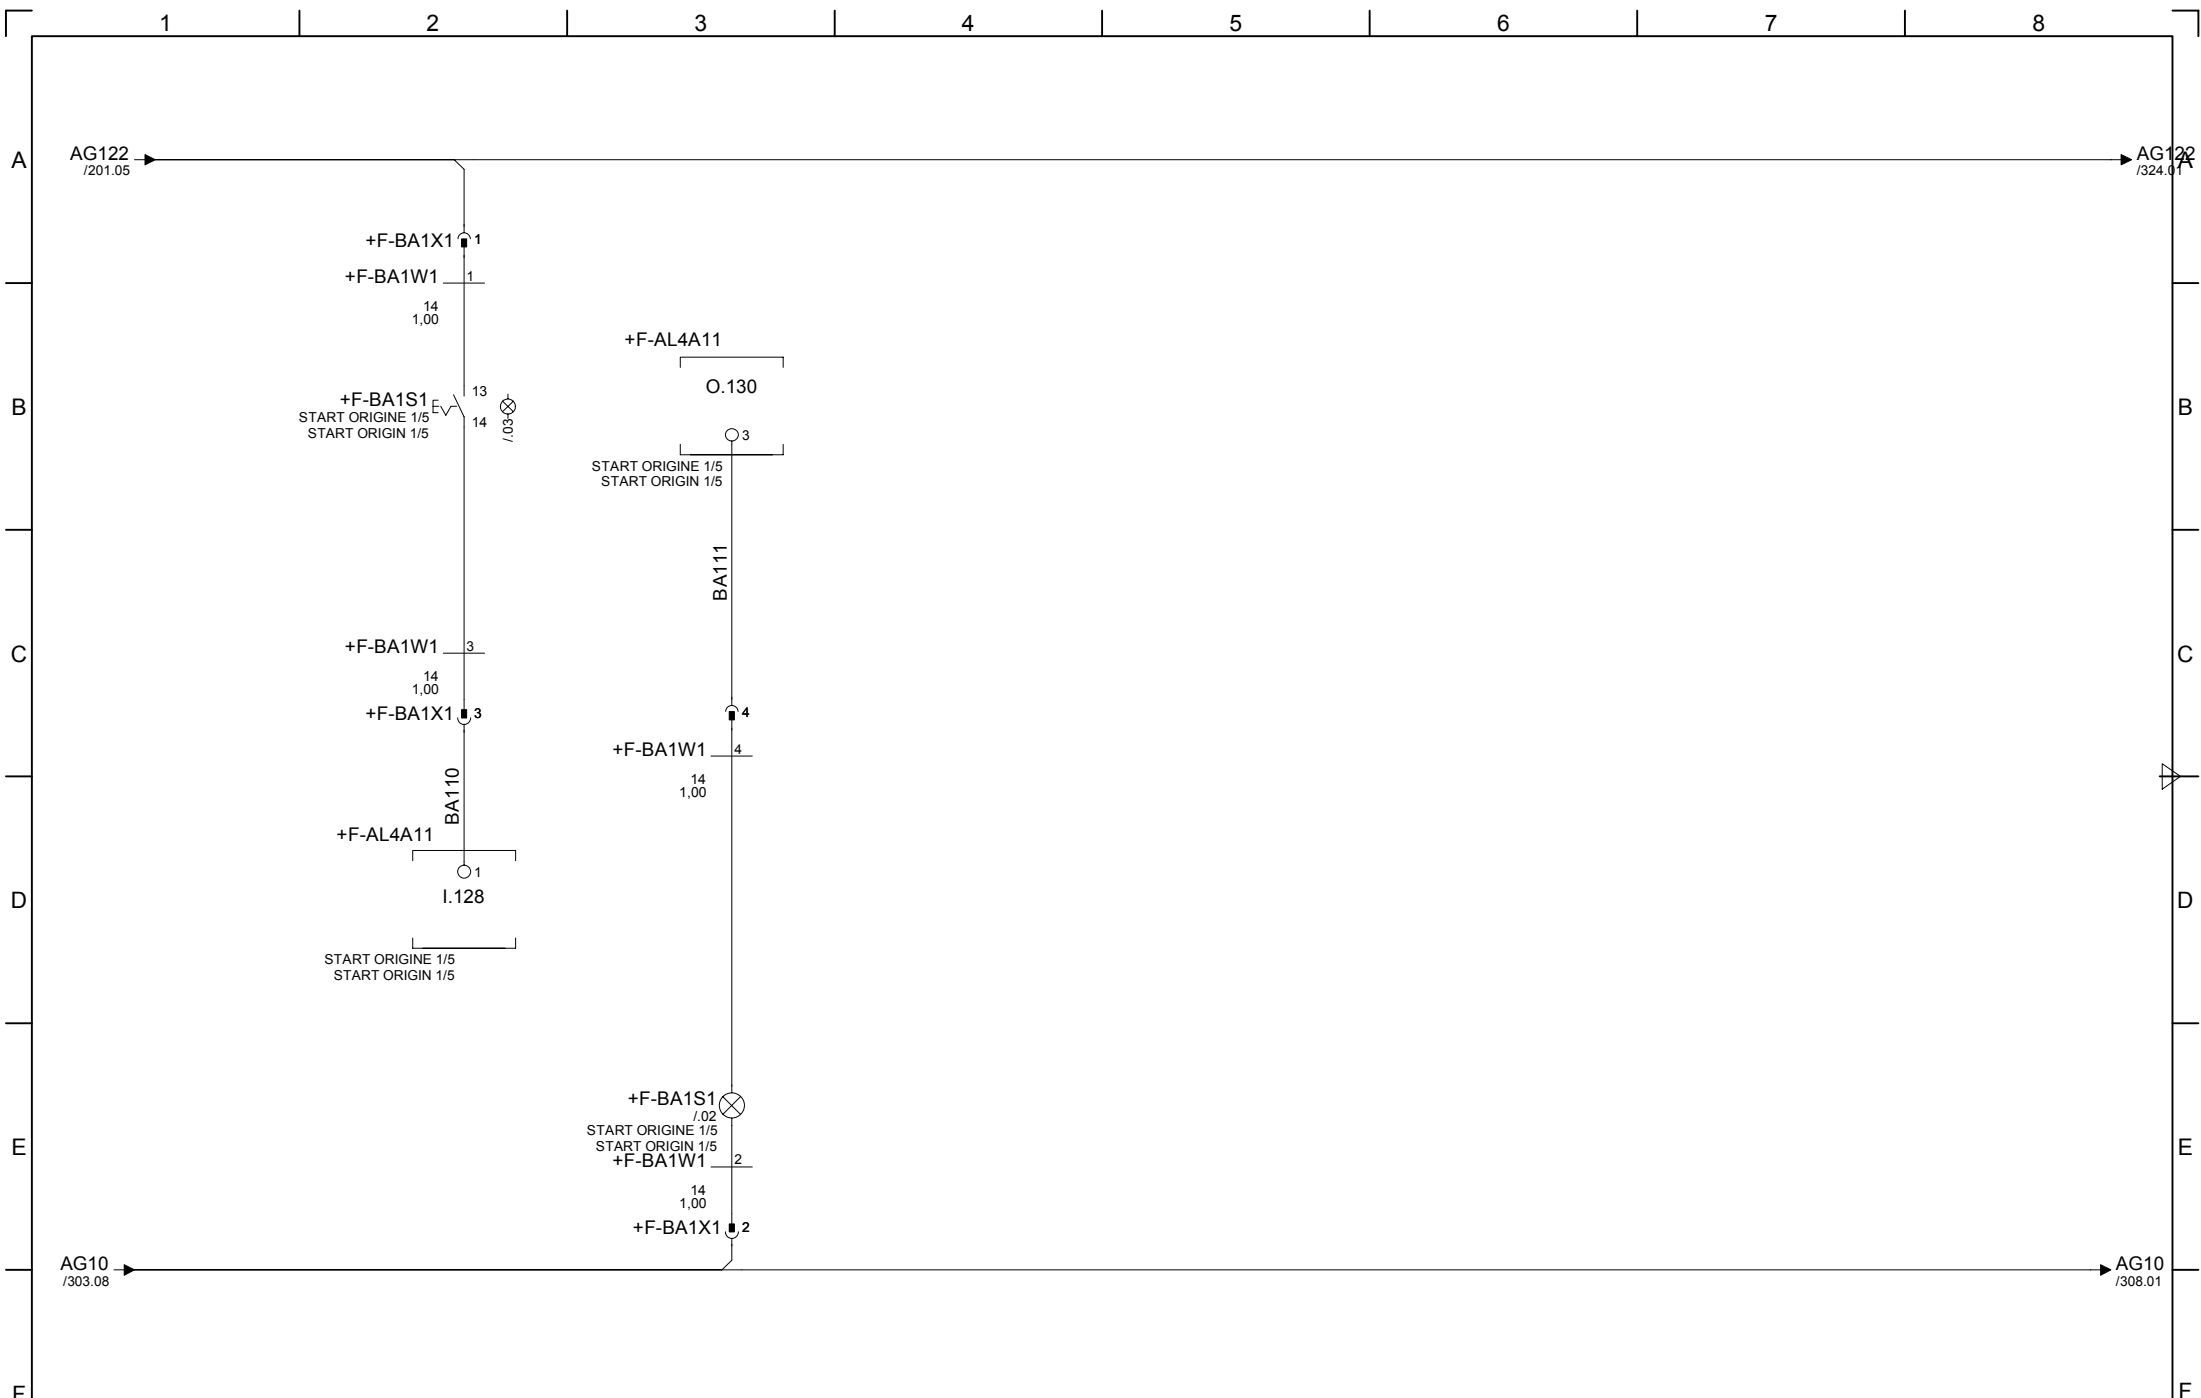 1 2 3 4 5 6 7 8
A
AG122
/201.05
AG122
/324.01
A
+F-BA1X1 1
+F-BA1W1 1
14
1,00
+F-AL4A11
O.130
3
START ORIGINE 1/5
START ORIGIN 1/5
B
+F-BA1S1
START ORIGINE 1/5
START ORIGIN 1/5
13
14
/.03
B
BA111
C
+F-BA1W1 3
14
1,00
+F-BA1X1 3
4
C
+F-BA1W1 4
14
1,00
BA110
+F-AL4A11
1
I.128
START ORIGINE 1/5
START ORIGIN 1/5
D
D
+F-BA1S1
/.02
START ORIGINE 1/5
START ORIGIN 1/5
+F-BA1W1 2
14
1,00
+F-BA1X1 2
E
E
AG10
/303.08
AG10
/308.01
F
F